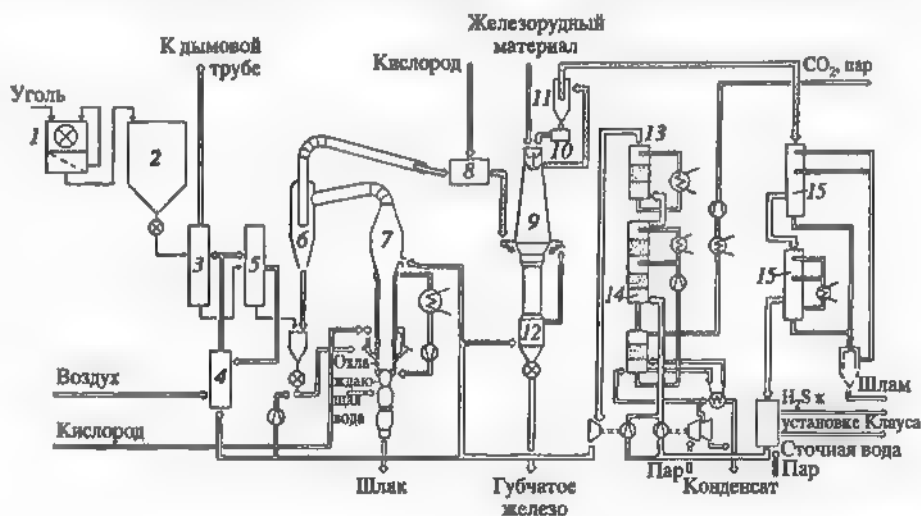 К дымовой
трубе
Железорудный
материал
Кислород
CO₂, пар
Уголь
1
2
3
4
5
6
7
8
9
10
11
12
13
14
15
15
Воздух
Кислород
Охла
ждаю
щая
вода
Шлак
Губчатое
железо
Пар
Конденсат
Шлам
H₂S к
установке Клауса
Сточная вода
Пар